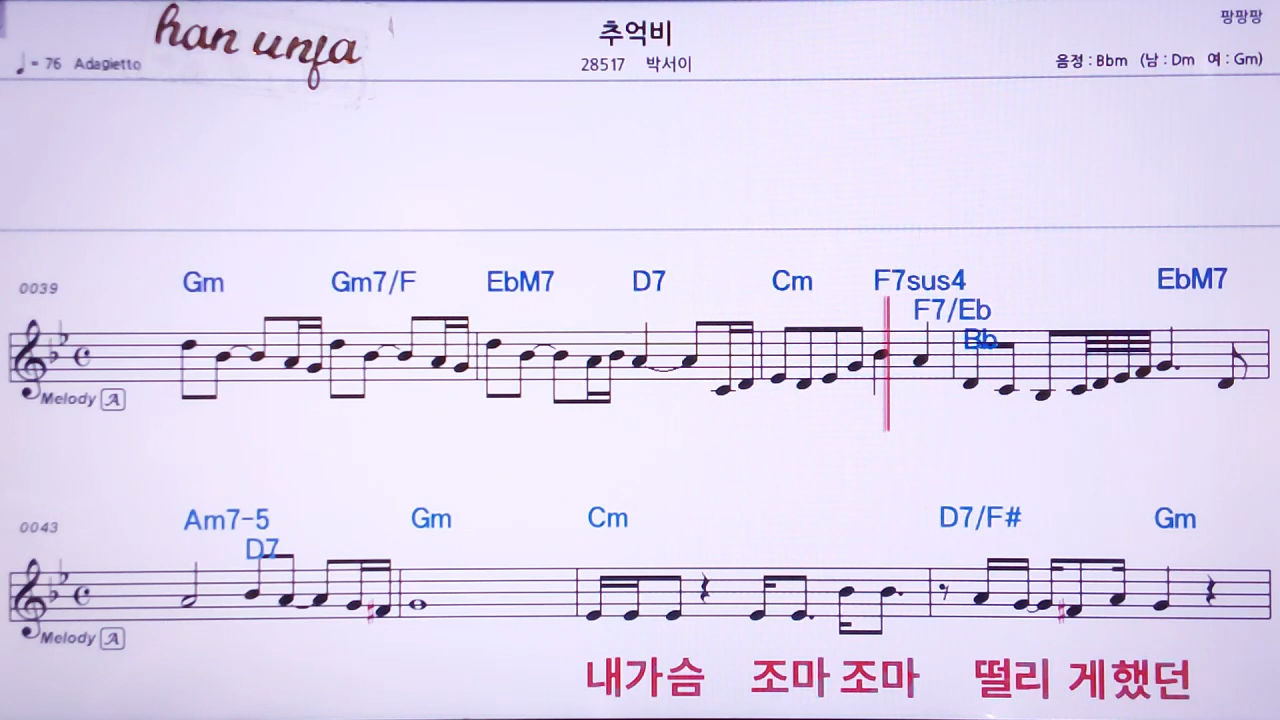 팡팡팡
han unfa
추억비
♩= 76 Adagietto
28517 박서이
음정 : Bbm (남 : Dm 여 : Gm)
0039 Gm Gm7/F EbM7 D7 Cm F7sus4 EbM7
F7/Eb
Bb
Melody A
0043 Am7-5 Gm Cm D7/F# Gm
D7
Melody A
내가슴 조마 조마 떨리 게했던